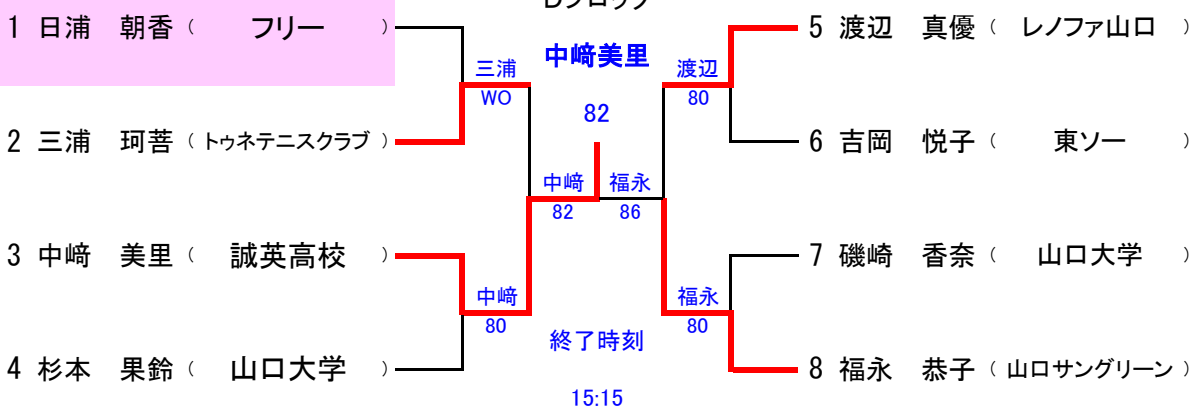 1 日浦 朝香（ フリー ）
2 三浦 珂菩（ トゥネテニスクラブ ）
3 中﨑 美里（ 誠英高校 ）
4 杉本 果鈴（ 山口大学 ）
三浦
WO
中﨑
80
中﨑美里
82
中﨑
82
福永
86
終了時刻
15:15
渡辺
80
福永
80
5 渡辺 真優（ レノファ山口 ）
6 吉岡 悦子（ 東ソー ）
7 磯崎 香奈（ 山口大学 ）
8 福永 恭子（ 山口サングリーン ）